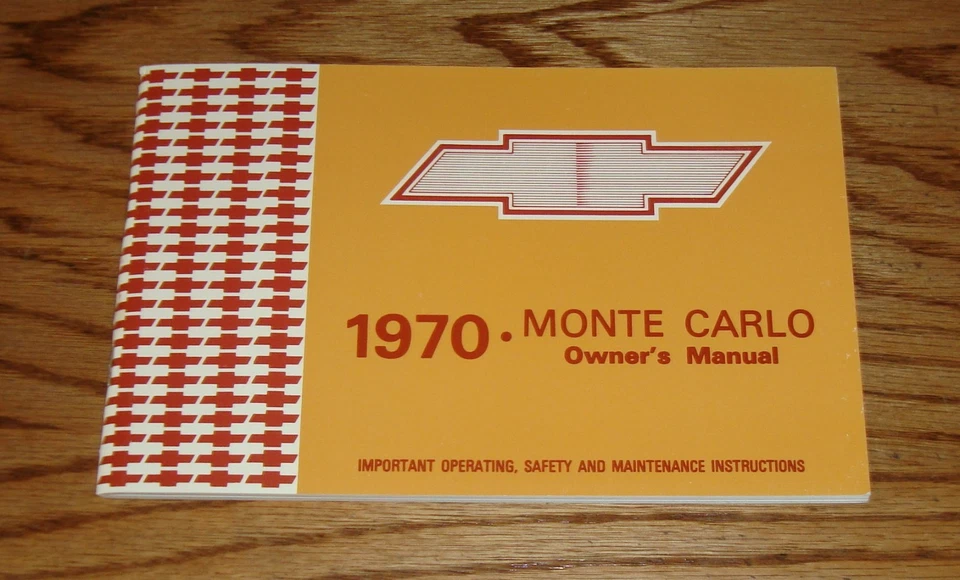 1970 • MONTE CARLO
Owner's Manual
IMPORTANT OPERATING, SAFETY AND MAINTENANCE INSTRUCTIONS